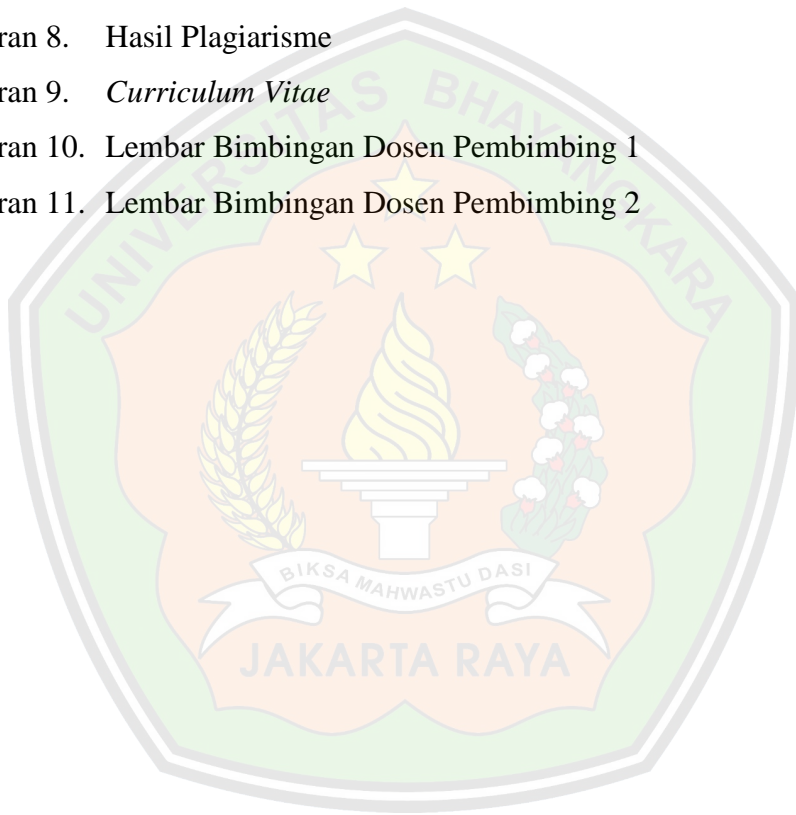 ran 8. Hasil Plagiarisme
ran 9. Curriculum Vitae
ran 10. Lembar Bimbingan Dosen Pembimbing 1
ran 11. Lembar Bimbingan Dosen Pembimbing 2
UNIVERSITAS BHAYANGKARA
BIKSA MAHWASTU DASI
JAKARTA RAYA